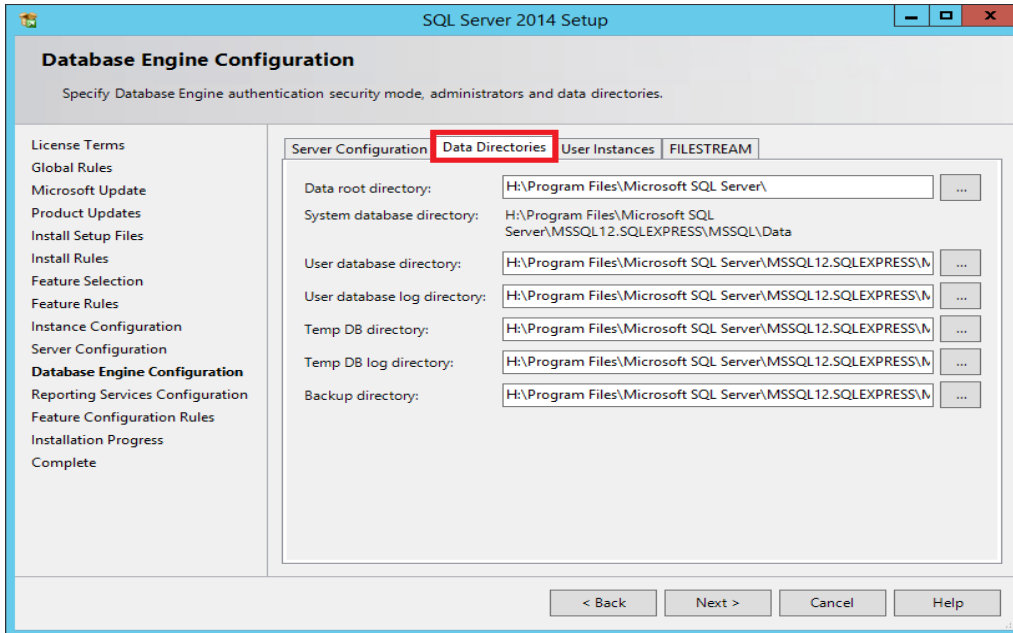 SQL Server 2014 Setup
Database Engine Configuration
Specify Database Engine authentication security mode, administrators and data directories.
License Terms
Global Rules
Microsoft Update
Product Updates
Install Setup Files
Install Rules
Feature Selection
Feature Rules
Instance Configuration
Server Configuration
Database Engine Configuration
Reporting Services Configuration
Feature Configuration Rules
Installation Progress
Complete
Server Configuration Data Directories User Instances FILESTREAM
Data root directory: H:\Program Files\Microsoft SQL Server\ ...
System database directory: H:\Program Files\Microsoft SQL
Server\MSSQL12.SQLEXPRESS\MSSQL\Data
User database directory: H:\Program Files\Microsoft SQL Server\MSSQL12.SQLEXPRESS\M ...
User database log directory: H:\Program Files\Microsoft SQL Server\MSSQL12.SQLEXPRESS\M ...
Temp DB directory: H:\Program Files\Microsoft SQL Server\MSSQL12.SQLEXPRESS\M ...
Temp DB log directory: H:\Program Files\Microsoft SQL Server\MSSQL12.SQLEXPRESS\M ...
Backup directory: H:\Program Files\Microsoft SQL Server\MSSQL12.SQLEXPRESS\M ...
< Back Next > Cancel Help